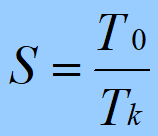 S = T0 / Tk